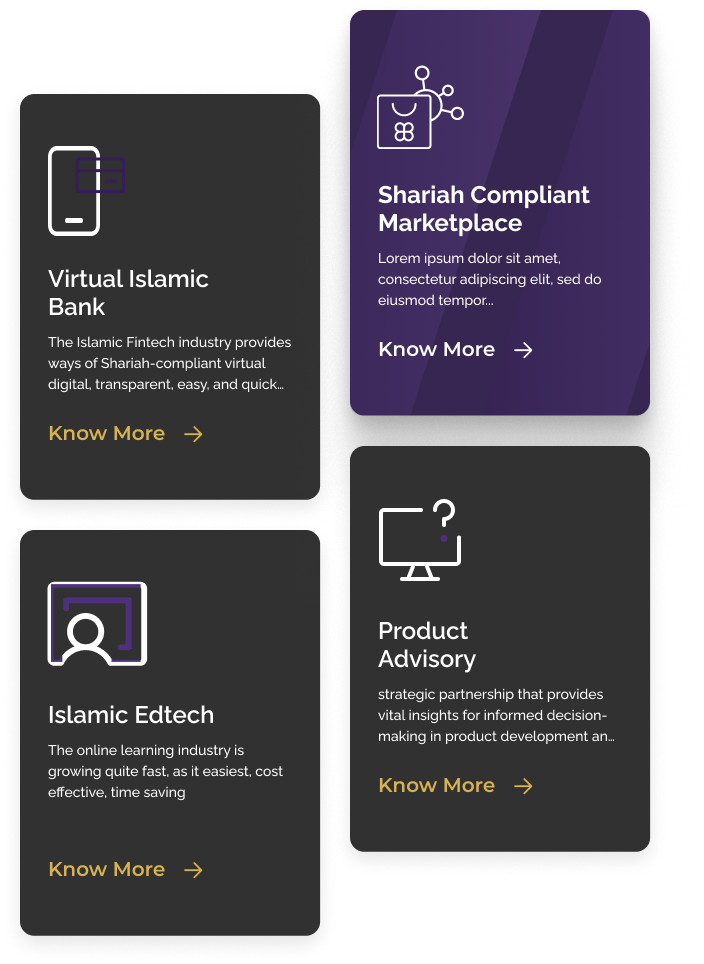 Virtual Islamic
Bank
The Islamic Fintech industry provides
ways of Shariah-compliant virtual
digital, transparent, easy, and quick...
Know More
Islamic Edtech
The online learning industry is
growing quite fast, as it easiest, cost
effective, time saving
Know More
Shariah Compliant
Marketplace
Lorem ipsum dolor sit amet,
consectetur adipiscing elit, sed do
eiusmod tempor...
Know More
Product
Advisory
strategic partnership that provides
vital insights for informed decision-
making in product development an...
Know More